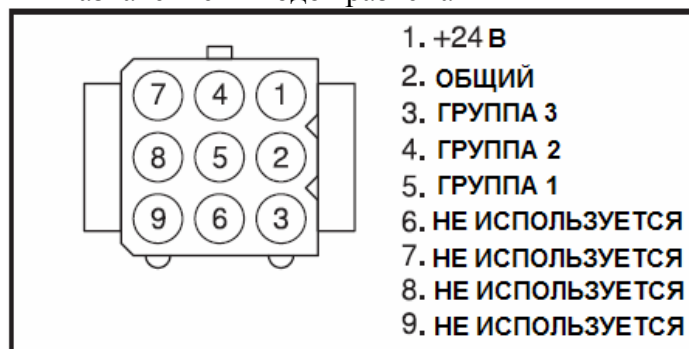 7 4 1
8 5 2
9 6 3
1. +24 В
2. ОБЩИЙ
3. ГРУППА 3
4. ГРУППА 2
5. ГРУППА 1
6. НЕ ИСПОЛЬЗУЕТСЯ
7. НЕ ИСПОЛЬЗУЕТСЯ
8. НЕ ИСПОЛЬЗУЕТСЯ
9. НЕ ИСПОЛЬЗУЕТСЯ